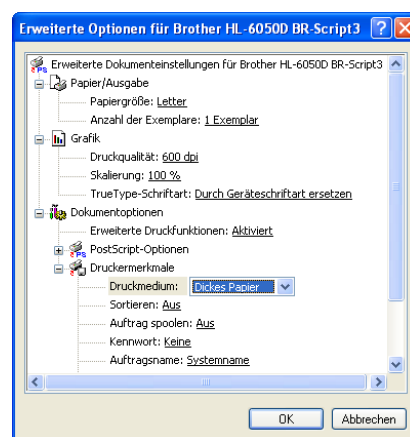 Erweiterte Optionen für Brother HL-6050D BR-Script3
Erweiterte Dokumenteinstellungen für Brother HL-6050D BR-Script3
Papier/Ausgabe
Papiergröße: Letter
Anzahl der Exemplare: 1 Exemplar
Grafik
Druckqualität: 600 dpi
Skalierung: 100 %
TrueType-Schriftart: Durch Geräteschriftart ersetzen
Dokumentoptionen
Erweiterte Druckfunktionen: Aktiviert
PostScript-Optionen
Druckermerkmale
Druckmedium: Dickes Papier
Sortieren: Aus
Auftrag spoolen: Aus
Kennwort: Keine
Auftragsname: Systemname
OK Abbrechen